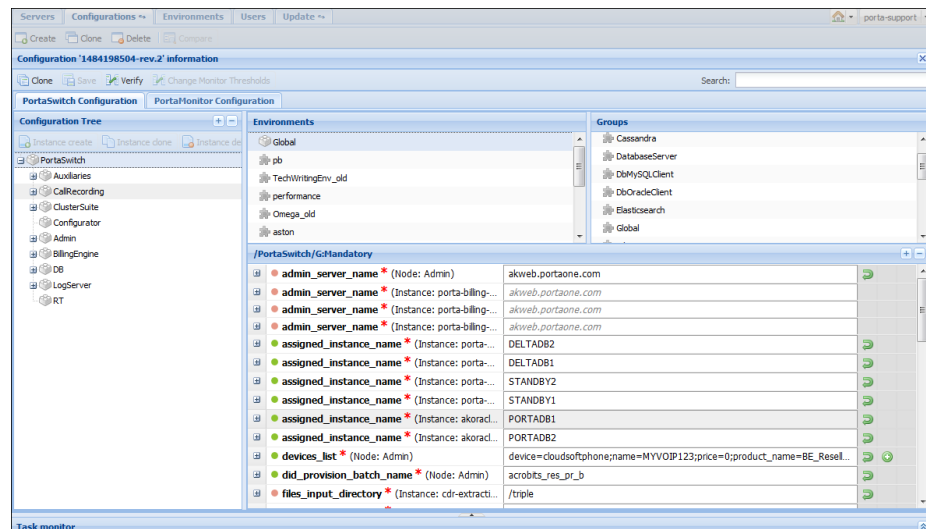 Servers Configurations Environments Users Update porta-support
Create Clone Delete Compare
Configuration '1484198504-rev.2' information
Clone Save Verify Change Monitor Thresholds Search:
PortaSwitch Configuration PortaMonitor Configuration
Configuration Tree
Instance create Instance clone Instance de
PortaSwitch
Auxiliaries
CallRecording
ClusterSuite
Configurator
Admin
BillingEngine
DB
LogServer
RT
Environments
Global
pb
TechWritingEnv_old
performance
Omega_old
aston
Groups
Cassandra
DatabaseServer
DbMySQLClient
DbOracleClient
Elasticsearch
Global
/PortaSwitch/G:Mandatory
admin_server_name * (Node: Admin) akweb.portaone.com
admin_server_name * (Instance: porta-billing-... akweb.portaone.com
admin_server_name * (Instance: porta-billing-... akweb.portaone.com
admin_server_name * (Instance: porta-billing-... akweb.portaone.com
assigned_instance_name * (Instance: porta-... DELTADB2
assigned_instance_name * (Instance: porta-... DELTADB1
assigned_instance_name * (Instance: porta-... STANDBY2
assigned_instance_name * (Instance: porta-... STANDBY1
assigned_instance_name * (Instance: akoracl... PORTADB1
assigned_instance_name * (Instance: akoracl... PORTADB2
devices_list * (Node: Admin) device=cloudsoftphone;name=MYVOIP123;price=0;product_name=BE_Resell...
did_provision_batch_name * (Node: Admin) acrobits_res_pr_b
files_input_directory * (Instance: cdr-extracti... /triple
Task monitor